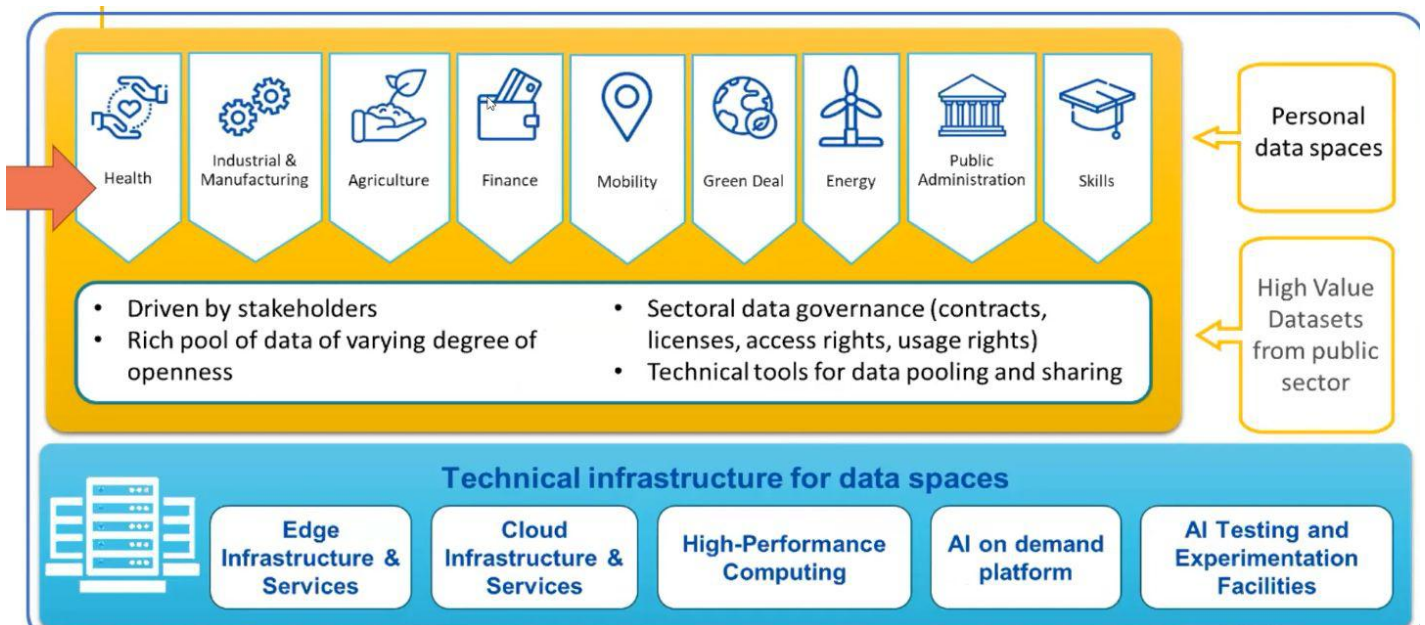 Health
Industrial &
Manufacturing
Agriculture
Finance
Mobility
Green Deal
Energy
Public
Administration
Skills
Personal
data spaces
• Driven by stakeholders
• Rich pool of data of varying degree of
openness
• Sectoral data governance (contracts,
licenses, access rights, usage rights)
• Technical tools for data pooling and sharing
High Value
Datasets
from public
sector
Technical infrastructure for data spaces
Edge
Infrastructure &
Services
Cloud
Infrastructure &
Services
High-Performance
Computing
AI on demand
platform
AI Testing and
Experimentation
Facilities